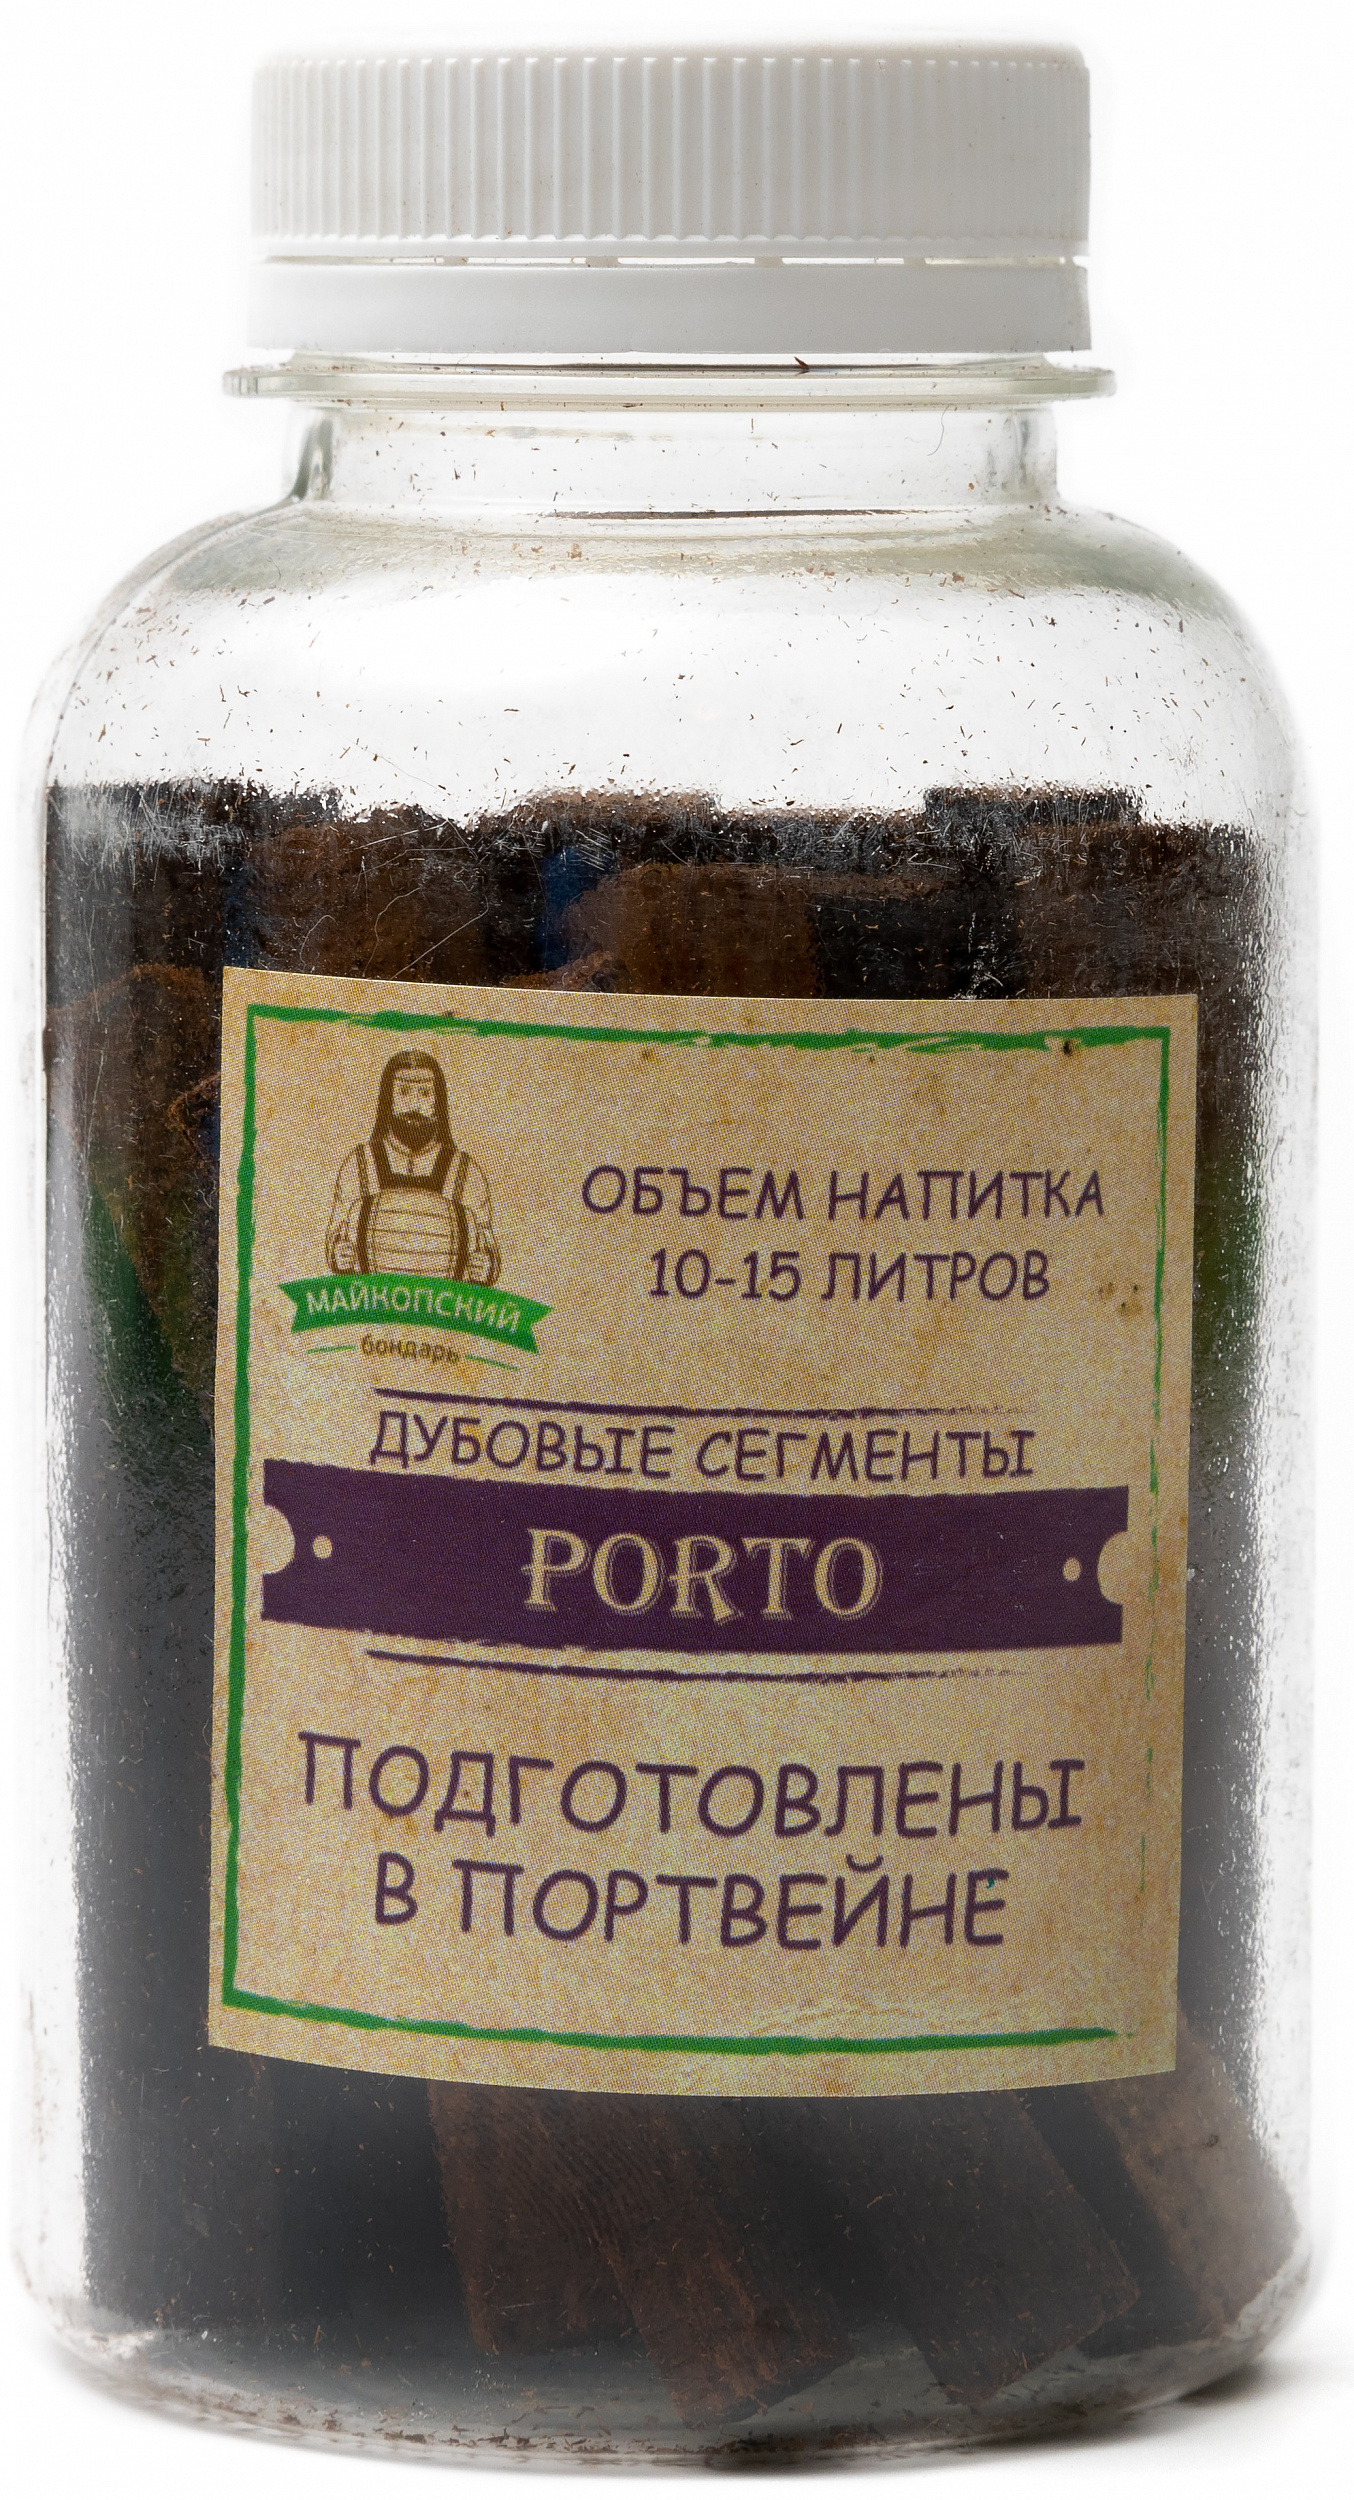 ОБЪЕМ НАПИТКА
10-15 ЛИТРОВ
МАЙКОПСКИЙ
бондарь
ДУБОВЫЕ СЕГМЕНТЫ
PORTO
ПОДГОТОВЛЕНЫ
В ПОРТВЕЙНЕ